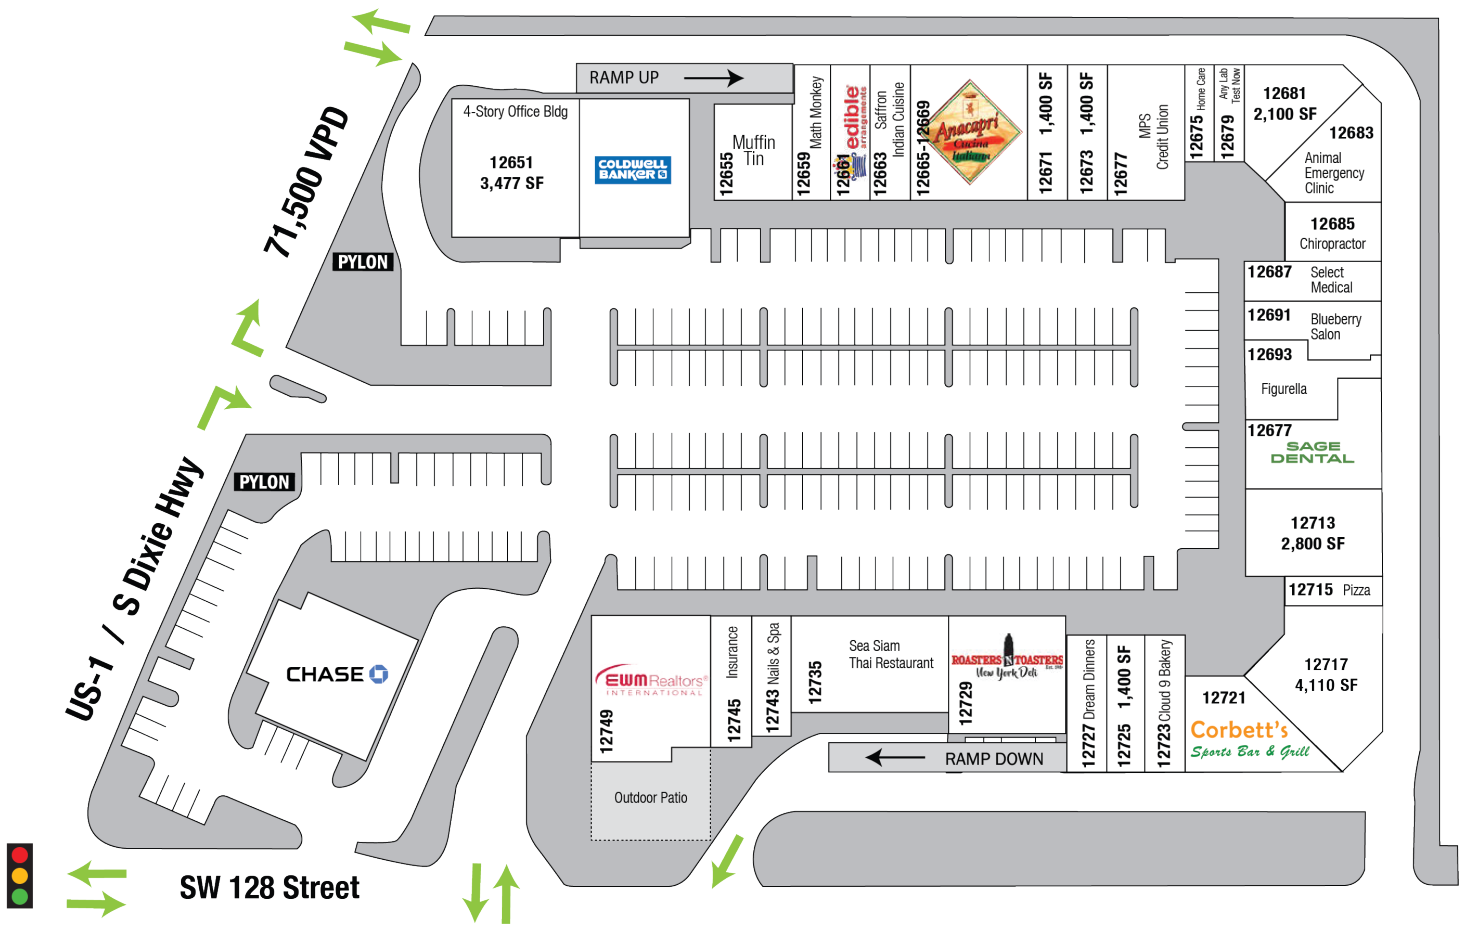 71,500 VPD
US-1 / S Dixie Hwy
SW 128 Street
PYLON
PYLON
RAMP UP
4-Story Office Bldg
12651
3,477 SF
COLDWELL
BANKER
12655
Muffin
Tin
12659
Math Monkey
12661
edible
arrangements
12663
Saffron
Indian Cuisine
12665-12669
Anacapri
Cucina
Italiana
12671 1,400 SF
12673 1,400 SF
12677
MPS
Credit Union
12675 Home Care
12679
Any Lab
Test Now
12681
2,100 SF
12683
Animal
Emergency
Clinic
12685
Chiropractor
12687
Select
Medical
12691
Blueberry
Salon
12693
Figurella
12677
SAGE
DENTAL
12713
2,800 SF
12715 Pizza
12717
4,110 SF
12721
Corbett's
Sports Bar & Grill
12723 Cloud 9 Bakery
12725 1,400 SF
12727 Dream Dinners
12729
ROASTERS N TOASTERS
New York Deli
RAMP DOWN
12735
Sea Siam
Thai Restaurant
12743 Nails & Spa
12745 Insurance
12749
EWM Realtors®
INTERNATIONAL
Outdoor Patio
CHASE